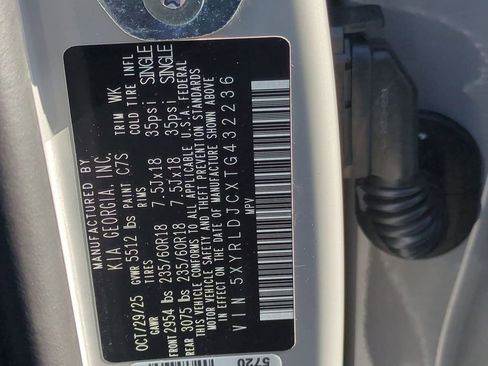 MANUFACTURED BY
KIA GEORGIA, INC.
OCT/29/25 GVWR 5512 lbs PAINT C7S TRIM WK
GAWR TIRES RIMS COLD TIRE INFL
FRONT 2954 lbs 235/60R18 7.5Jx18 35psi SINGLE
REAR 3075 lbs 235/60R18 7.5Jx18 35psi SINGLE
THIS VEHICLE CONFORMS TO ALL APPLICABLE U.S. FEDERAL
MOTOR VEHICLE SAFETY AND THEFT PREVENTION STANDARDS
IN EFFECT ON THE DATE OF MANUFACTURE SHOWN ABOVE.
VIN 5XYRLDJCXTG432236
MPV
5720